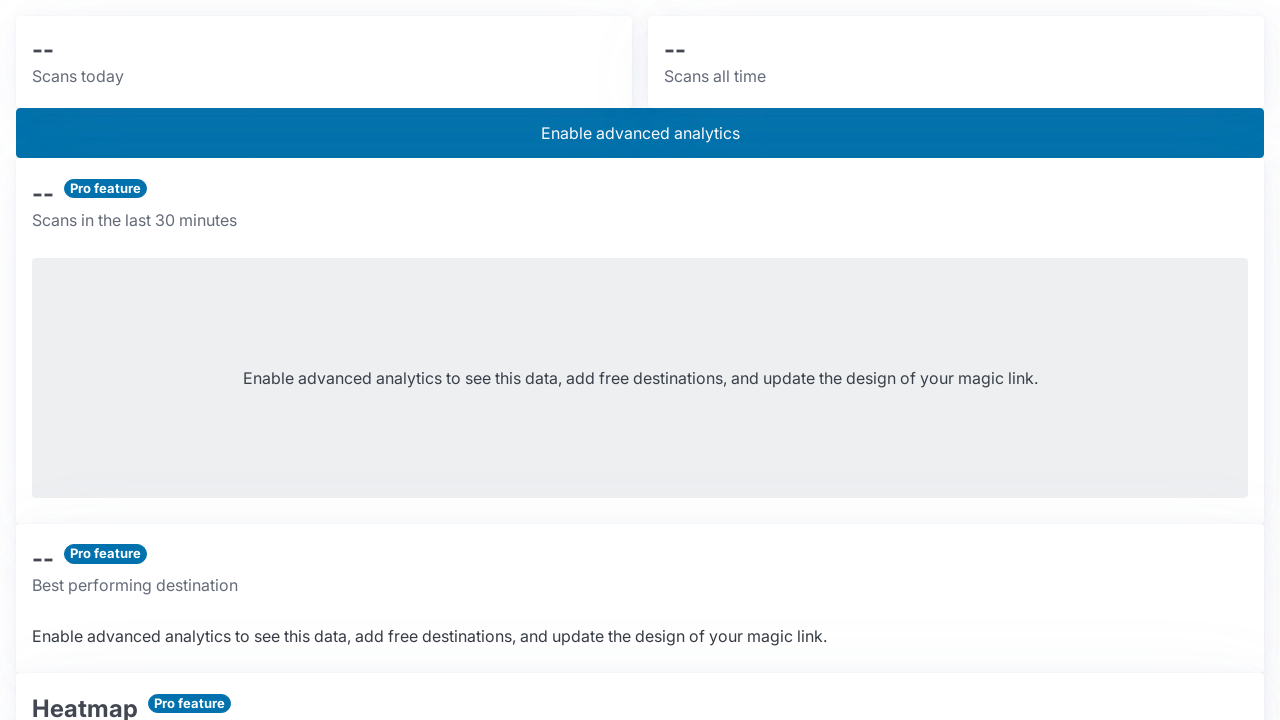 --
Scans today
--
Scans all time
Enable advanced analytics
-- Pro feature
Scans in the last 30 minutes
Enable advanced analytics to see this data, add free destinations, and update the design of your magic link.
-- Pro feature
Best performing destination
Enable advanced analytics to see this data, add free destinations, and update the design of your magic link.
Heatmap Pro feature